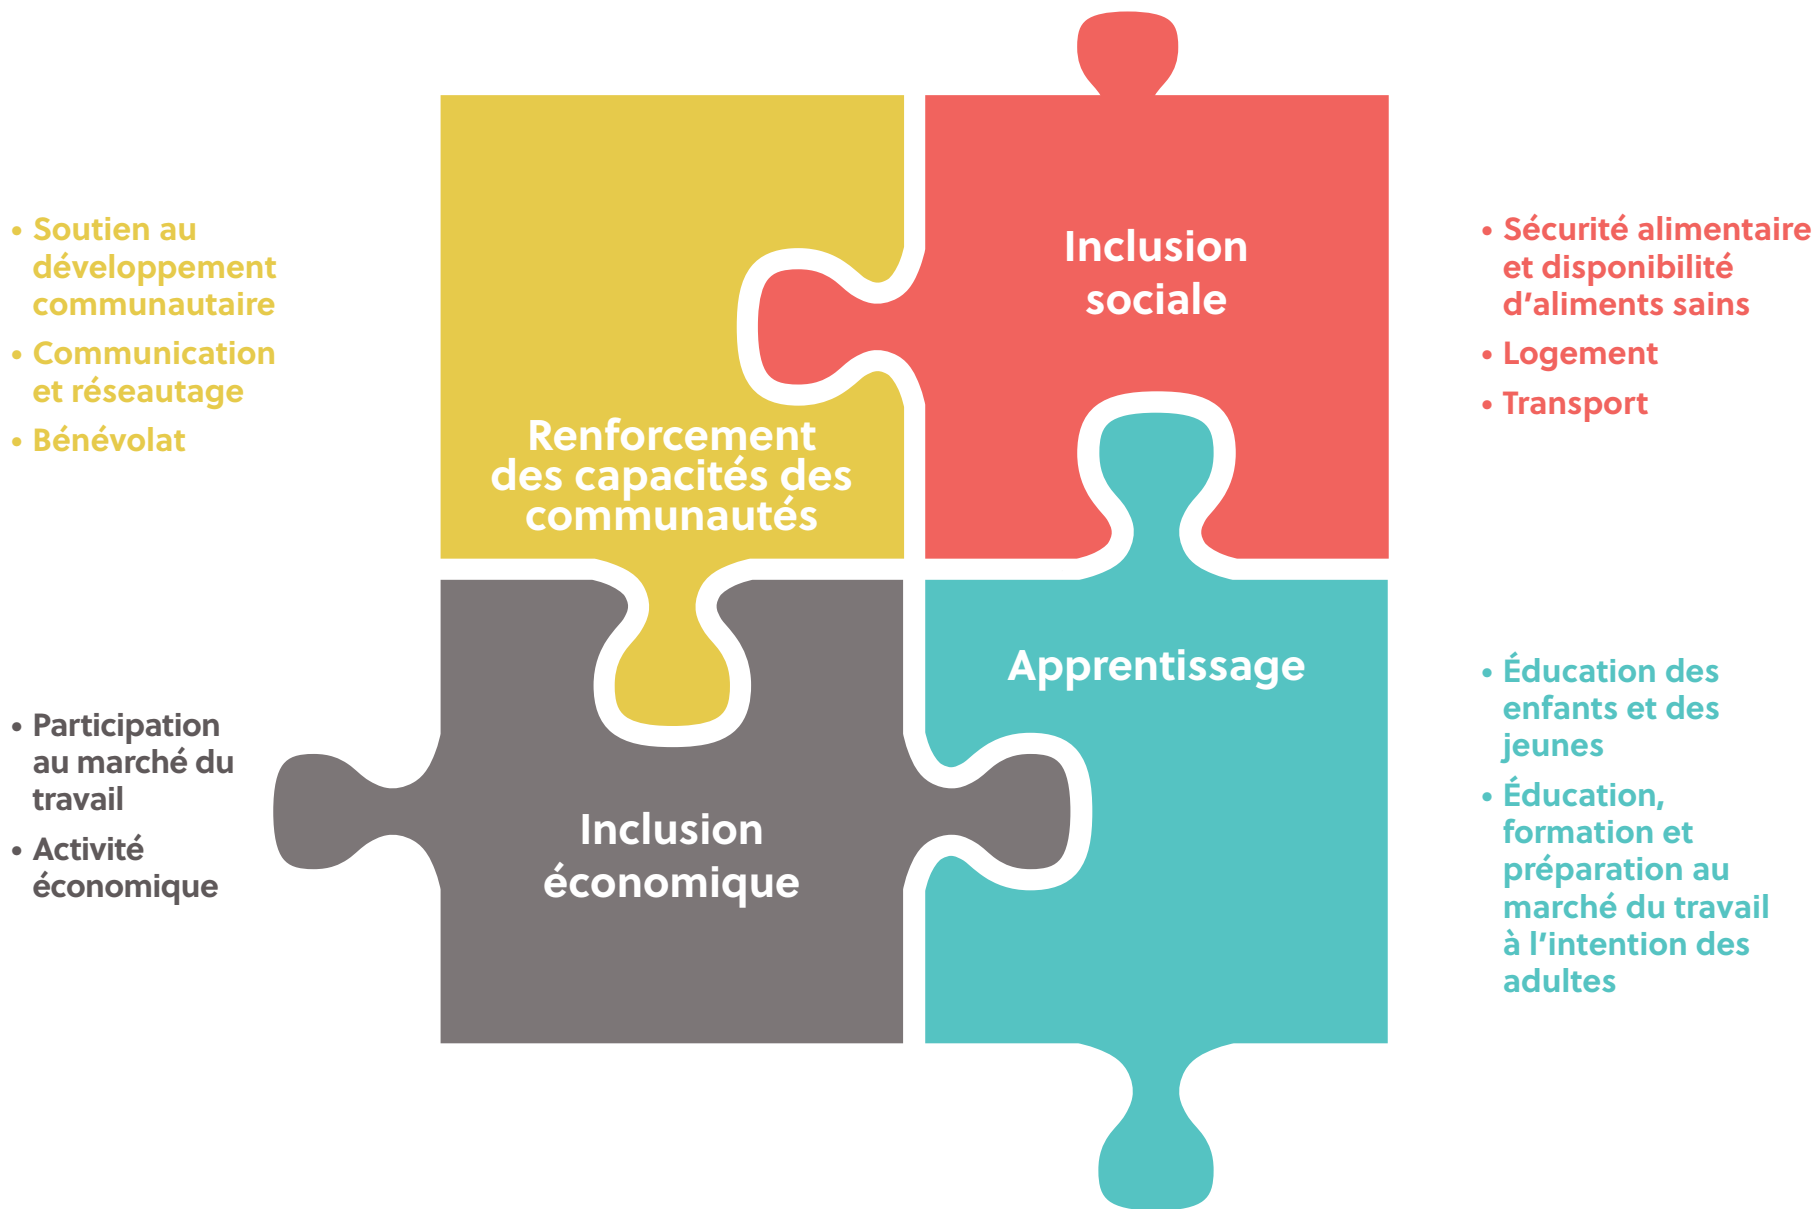 • Soutien au
développement
communautaire
• Communication
et réseautage
• Bénévolat
Renforcement
des capacités des
communautés
Inclusion
sociale
• Sécurité alimentaire
et disponibilité
d’aliments sains
• Logement
• Transport
• Participation
au marché du
travail
• Activité
économique
Inclusion
économique
Apprentissage
• Éducation des
enfants et des
jeunes
• Éducation,
formation et
préparation au
marché du travail
à l’intention des
adultes